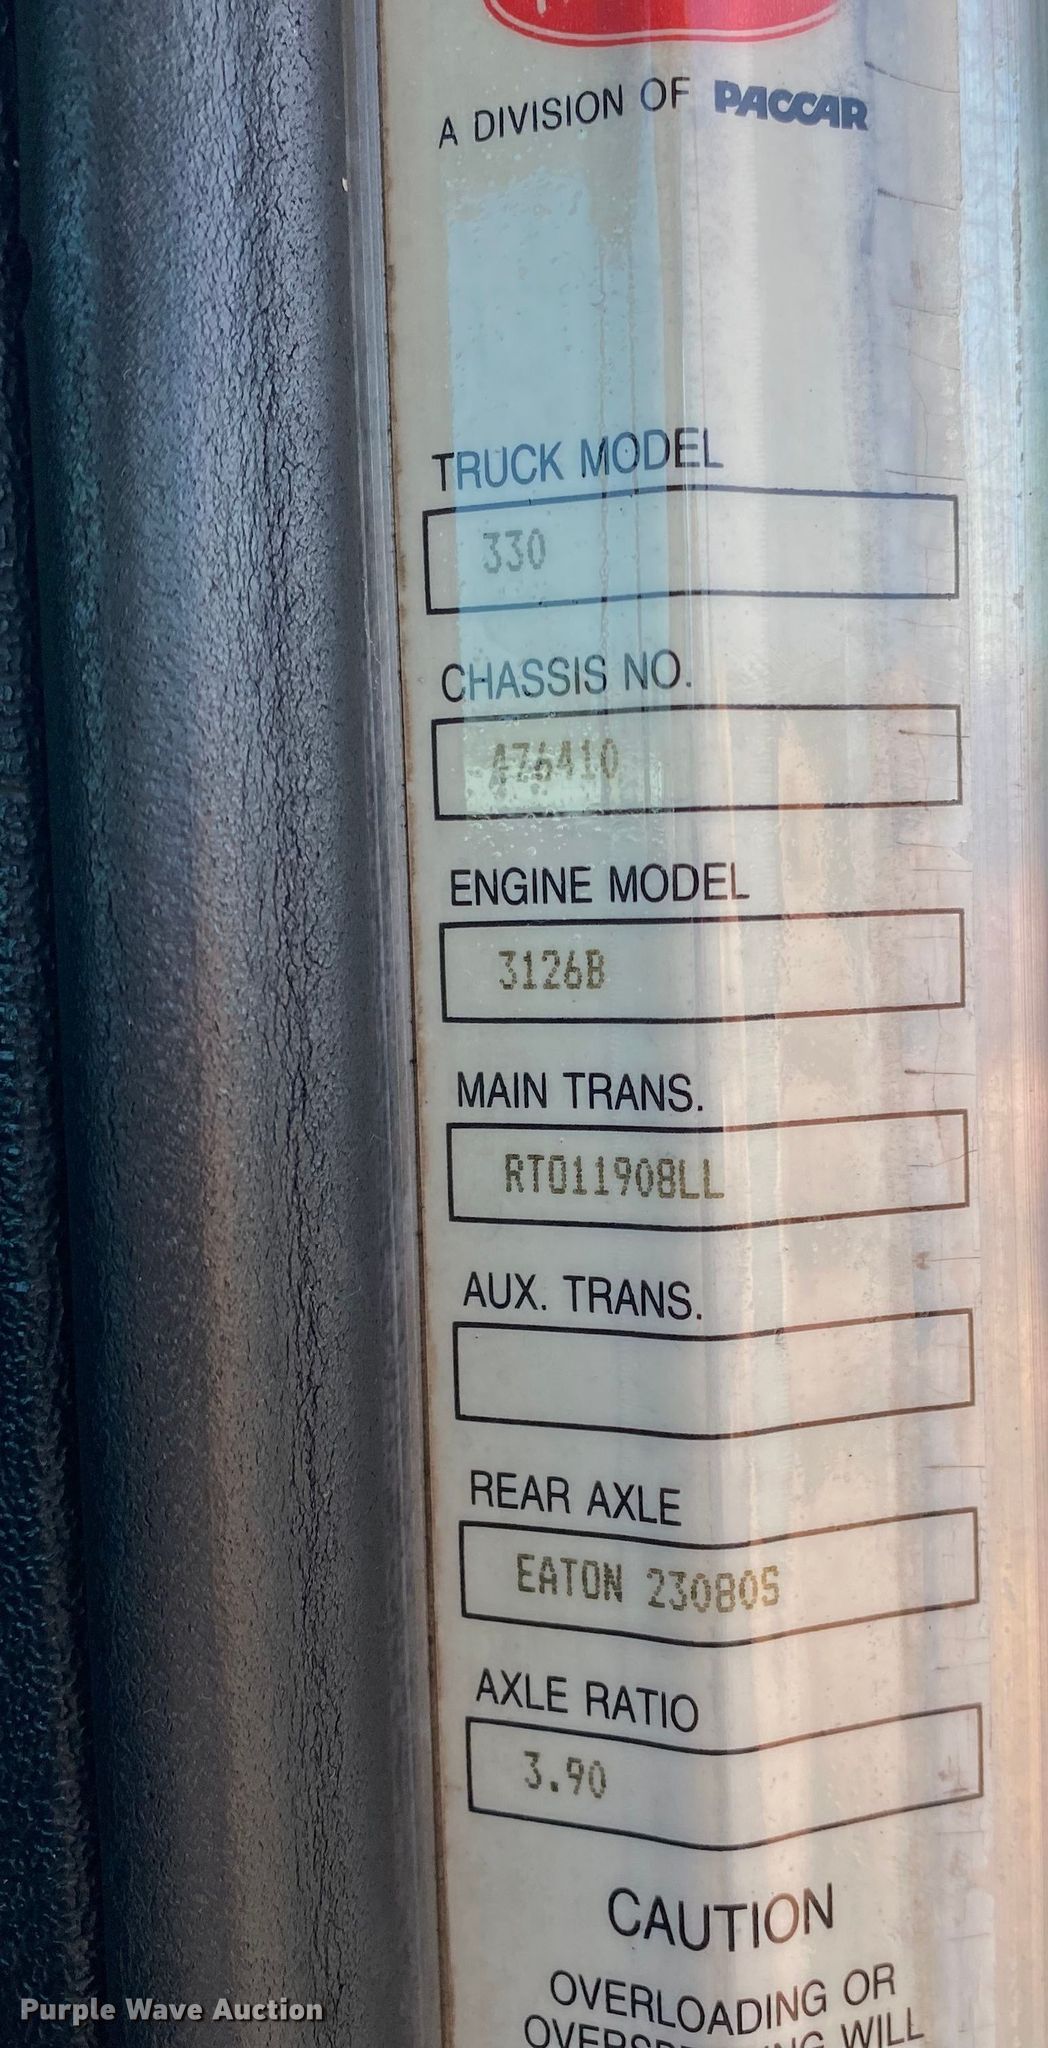 A DIVISION OF PACCAR
TRUCK MODEL
330
CHASSIS NO.
476410
ENGINE MODEL
3126B
MAIN TRANS.
RTO11908LL
AUX. TRANS.
REAR AXLE
EATON 23080S
AXLE RATIO
3.90
CAUTION
OVERLOADING OR
WILL
Purple Wave Auction